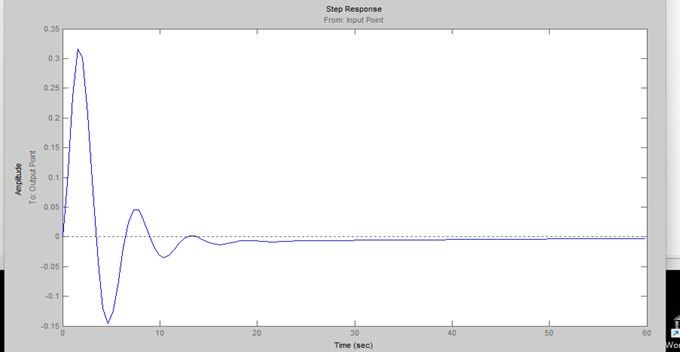 Step Response
From: Input Point
0.35
0.3
0.25
0.2
0.15
0.1
0.05
0
-0.05
-0.1
-0.15
Amplitude
To: Output Point
0 10 20 30 40 50 60
Time (sec)